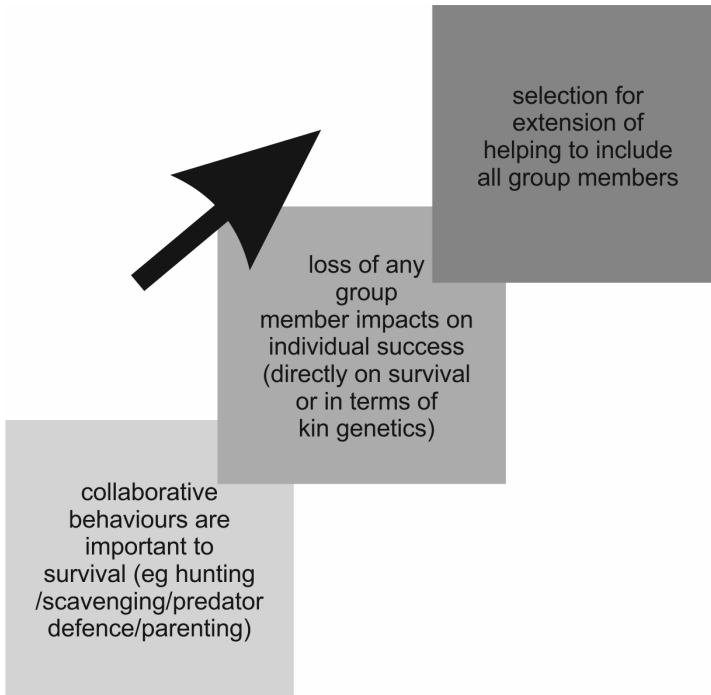 selection for
extension of
helping to include
all group members
loss of any
group
member impacts on
individual success
(directly on survival
or in terms of
kin genetics)
collaborative
behaviours are
important to
survival (eg hunting
/scavenging/predator
defence/parenting)